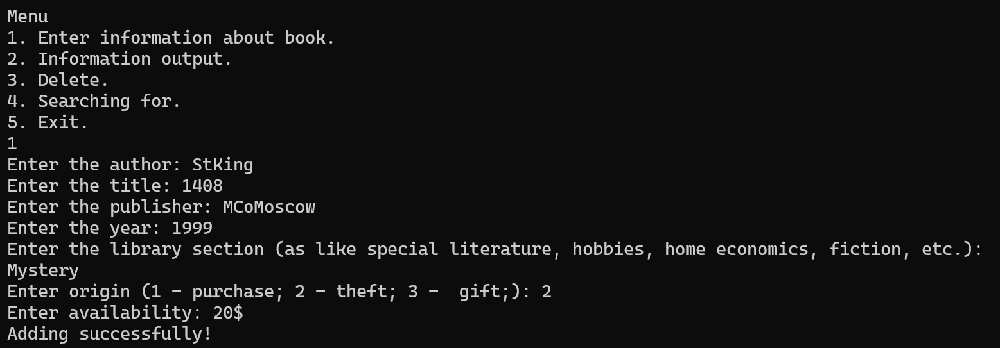 Menu
1. Enter information about book.
2. Information output.
3. Delete.
4. Searching for.
5. Exit.
1
Enter the author: StKing
Enter the title: 1408
Enter the publisher: MCoMoscow
Enter the year: 1999
Enter the library section (as like special literature, hobbies, home economics, fiction, etc.):
Mystery
Enter origin (1 - purchase; 2 - theft; 3 -  gift;): 2
Enter availability: 20$
Adding successfully!